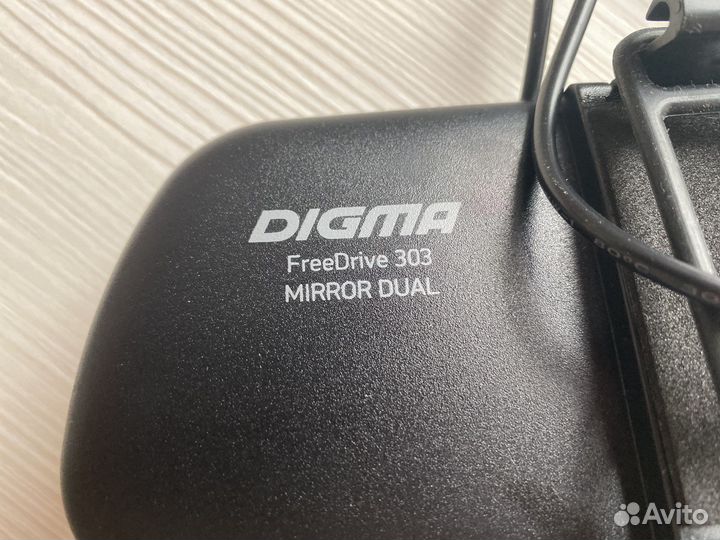 DIGMA
FreeDrive 303
MIRROR DUAL
Avito